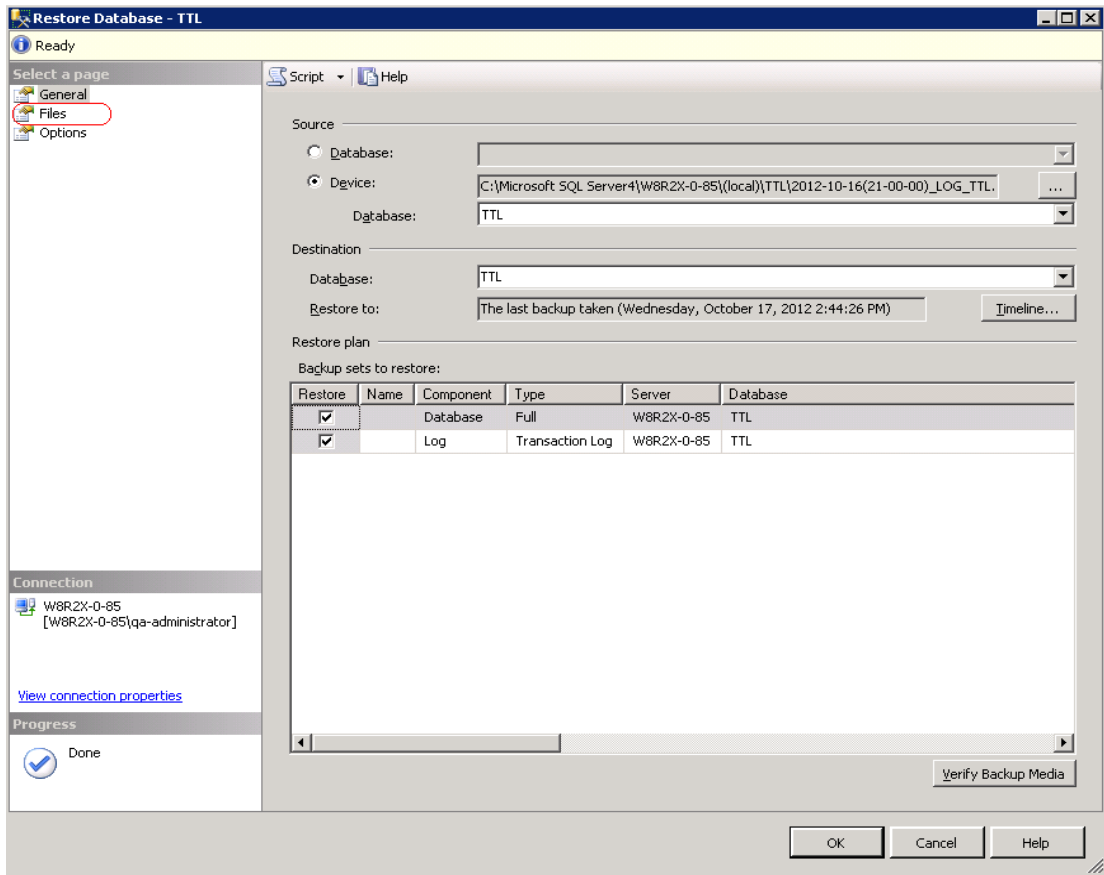 Restore Database - TTL
Ready
Select a page
General
Files
Options
Script
Help
Source
Database:
Device:
C:\Microsoft SQL Server4\W8R2X-0-85\(local)\TTL\2012-10-16(21-00-00)_LOG_TTL.
...
Database:
TTL
Destination
Database:
TTL
Restore to:
The last backup taken (Wednesday, October 17, 2012 2:44:26 PM)
Timeline...
Restore plan
Backup sets to restore:
Restore Name Component Type Server Database
Database Full W8R2X-0-85 TTL
Log Transaction Log W8R2X-0-85 TTL
Connection
W8R2X-0-85
[W8R2X-0-85\qa-administrator]
View connection properties
Progress
Done
Verify Backup Media
OK Cancel Help